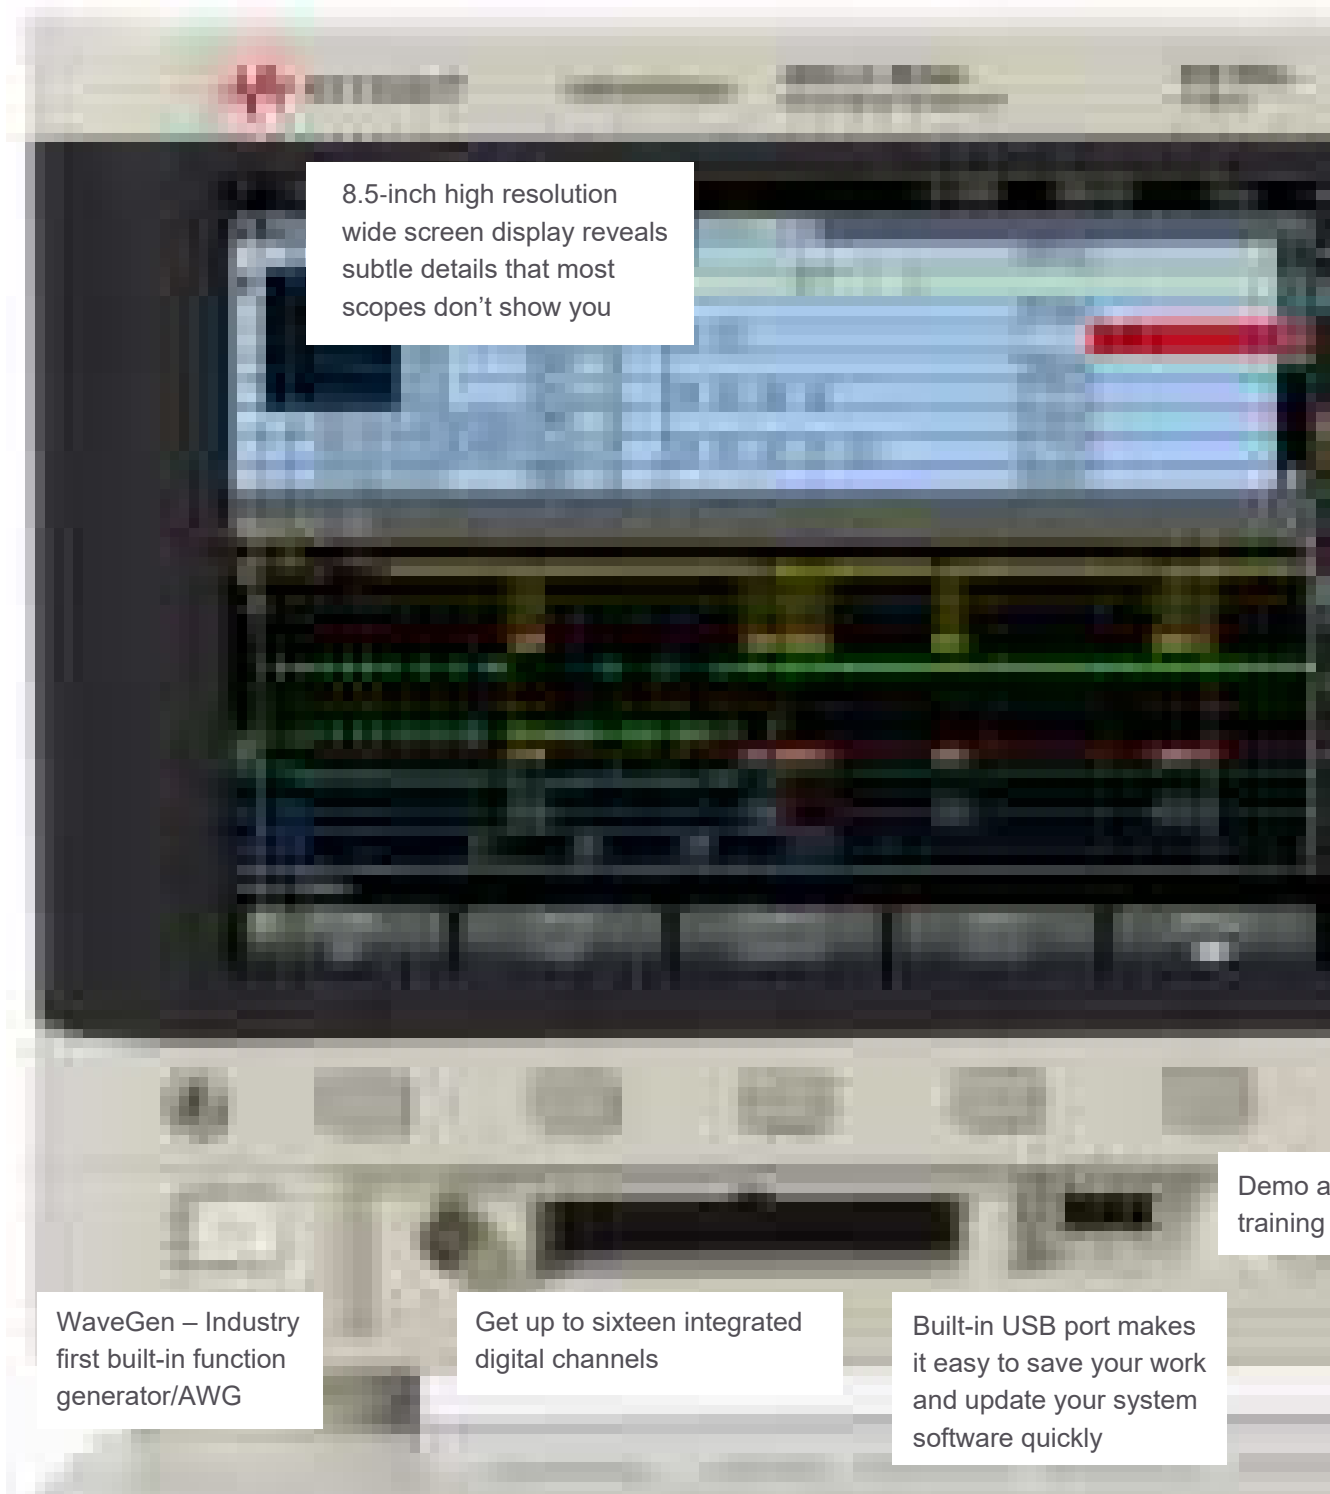 8.5-inch high resolution
wide screen display reveals
subtle details that most
scopes don’t show you
Demo a
training
WaveGen – Industry
first built-in function
generator/AWG
Get up to sixteen integrated
digital channels
Built-in USB port makes
it easy to save your work
and update your system
software quickly